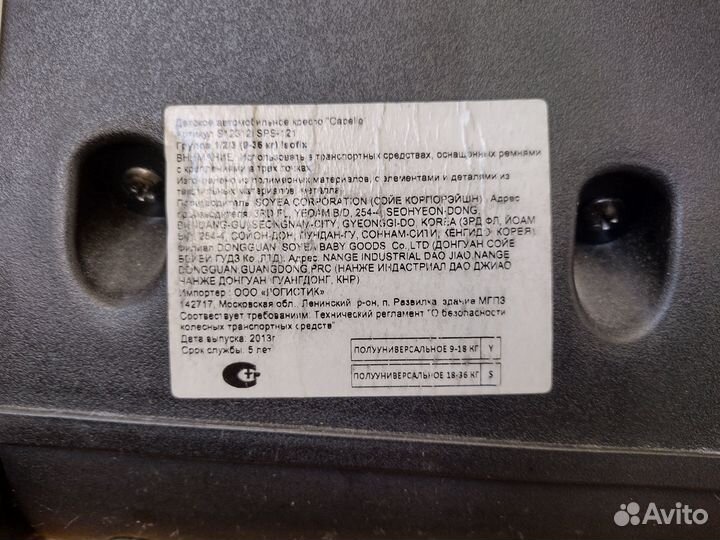 Детское автомобильное кресло "Capella"
Артикул S12312I SPS-121
Группа 1/2/3 (9-36 кг) Isofix
ВНИМАНИЕ: Использовать в транспортных средствах, оснащенных ремнями
с креплениями в трех точках.
Изготовлено из полимерных материалов, с элементами и деталями из
текстильных материалов, металла
Производитель: SOYEA CORPORATION (СОЙЕ КОРПОРЭЙШН). Адрес
производителя: 3RD FL, YEDAM B/D, 254-4, SEOHYEON-DONG,
BUNDANG-GU, SEONGNAM-CITY, GYEONGGI-DO, KOREA (3РД ФЛ, ЙОАМ
Б/Д, 254-4, СОЙОН-ДОН, ПУНДАН-ГУ, СОННАМ-СИТИ, КЕНГИДО, КОРЕЯ)
Филиал DONGGUAN SOYEA BABY GOODS Co.,LTD (ДОНГУАН СОЙЕ
БЭЙБИ ГУДЗ Ко.,ЛТД). Адрес: NANGE INDUSTRIAL DAO JIAO NANGE
DONGGUAN GUANGDONG,PRC (НАНЖЕ ИНДАСТРИАЛ ДАО ДЖИАО
НАНЖЕ ДОНГУАН ГУАНГДОНГ, КНР)
Импортер : ООО «ЛОГИСТИК»
142717, Московская обл., Ленинский р-он, п. Развилка, здание МГПЗ
Соотвествует требованиям: Технический регламент "О безопасности
колесных транспортных средств"
Дата выпуска: 2013г
Срок службы: 5 лет
ПОЛУУНИВЕРСАЛЬНОЕ 9-18 КГ Y
ПОЛУУНИВЕРСАЛЬНОЕ 18-36 КГ S
Avito